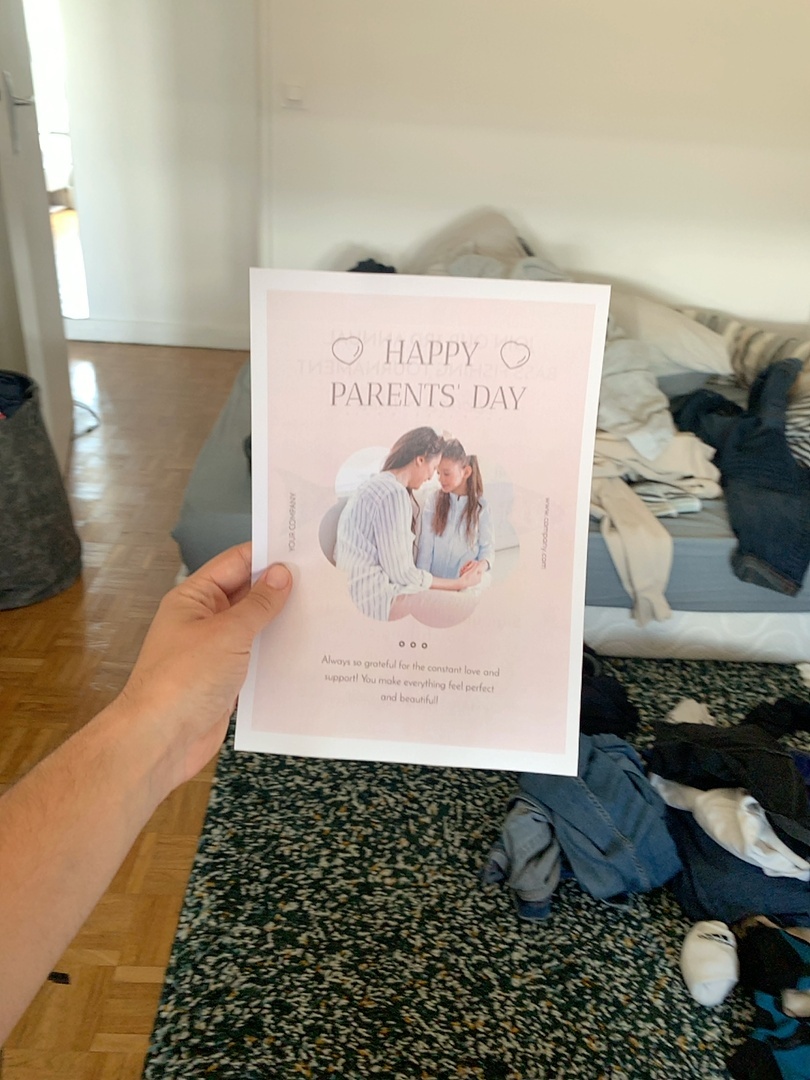 HAPPY
PARENTS' DAY
YOUR COMPANY
www.company.com
Always so grateful for the constant love and
support! You make everything feel perfect
and beautiful!